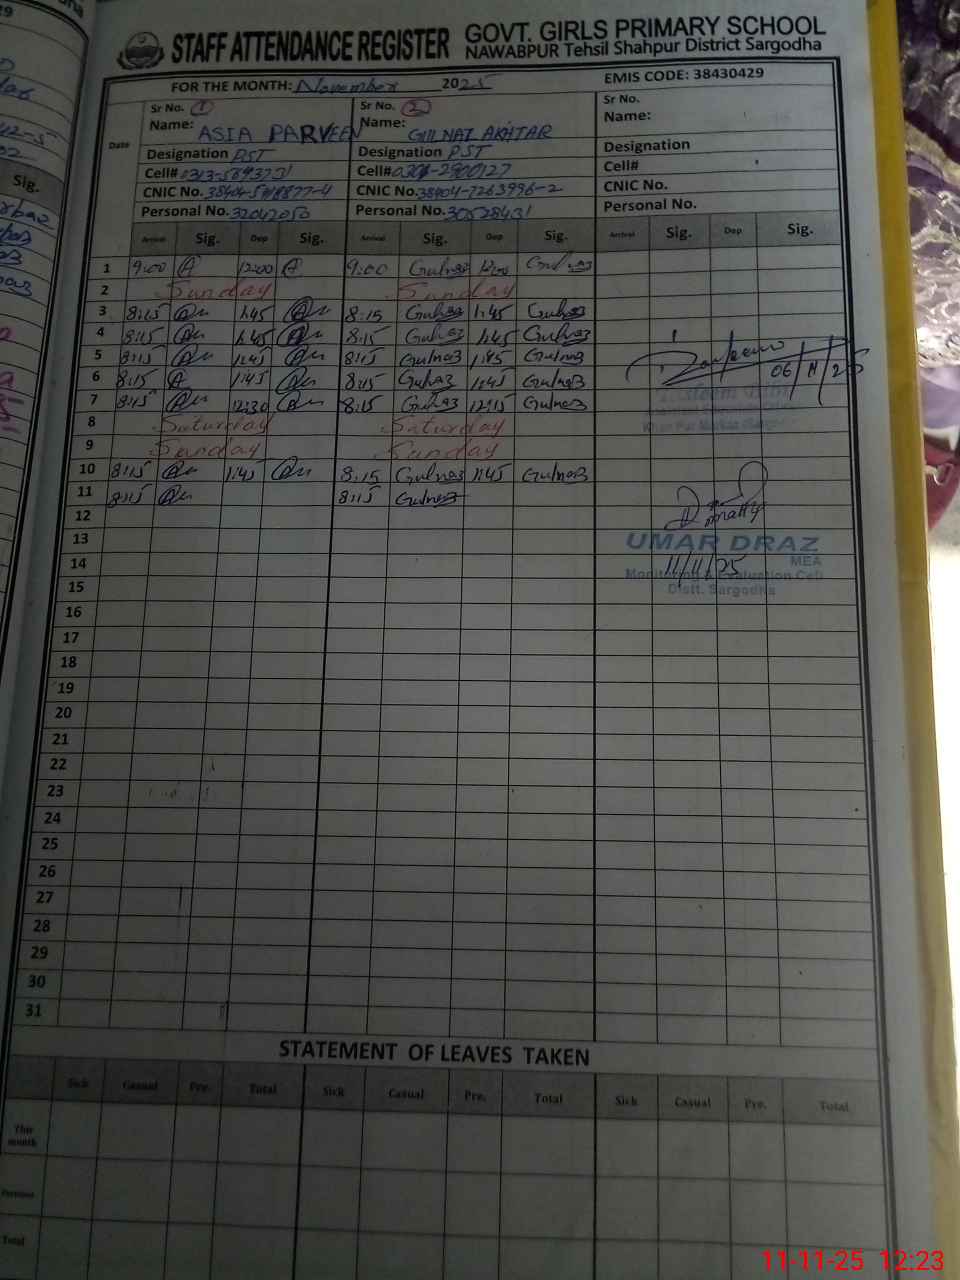 STAFF ATTENDANCE REGISTER GOVT. GIRLS PRIMARY SCHOOL
NAWABPUR Tehsil Shahpur District Sargodha
FOR THE MONTH: November 2025 EMIS CODE: 38430429
Date
Sr No. 1 Sr No. 2 Sr No.
Name: ASIA PARVEEN Name: GULNAZ AKHTAR Name:
Designation PST Designation PST Designation
Cell# Cell# Cell#
CNIC No. CNIC No. 38404-7263996-2 CNIC No.
Personal No. 32042050 Personal No. 30528431 Personal No.
Arrival Sig. Dep Sig. Arrival Sig. Dep Sig. Arrival Sig. Dep Sig.
1 9:00 A 12:00 A 9:00 Gulnaz 12:00 Gulnaz
2 Sunday Sunday
3 8:15 1:45 8:15 Gulnaz 1:45 Gulnaz
4 8:15 1:45 8:15 Gulnaz 1:45 Gulnaz
5 8:15 1:45 8:15 Gulnaz 1:45 Gulnaz
6 8:15 A 1:45 8:15 Gulnaz 1:45 Gulnaz 06/11/25
7 8:15 12:30 8:15 Gulnaz 12:15 Gulnaz
8 Saturday Saturday
9 Sunday Sunday
10 8:15 1:45 8:15 Gulnaz 1:45 Gulnaz
11 8:15 8:15 Gulnaz
12
13 UMAR DRAZ
14 11/11/25 MEA
Monitoring & Evaluation Cell
15 Distt. Sargodha
16
17
18
19
20
21
22
23
24
25
26
27
28
29
30
31
STATEMENT OF LEAVES TAKEN
Sick Casual Pre. Total Sick Casual Pre. Total Sick Casual Pre. Total
This month
Previous
Total
11-11-25 12:23